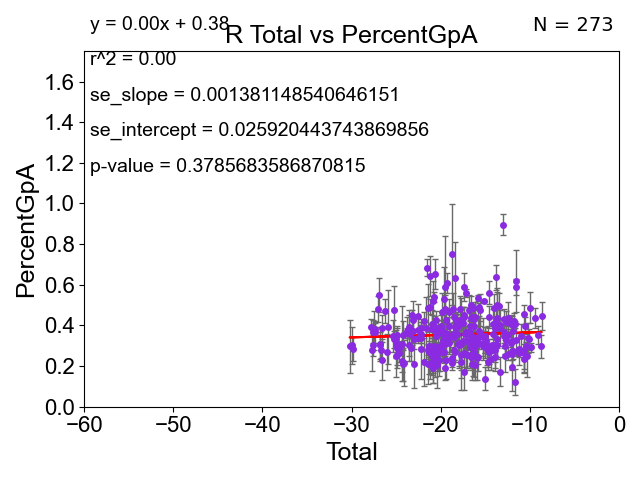 y = 0.00x + 0.38
N = 273
R Total vs PercentGpA
r^2 = 0.00
se_slope = 0.001381148540646151
se_intercept = 0.025920443743869856
p-value = 0.3785683586870815
PercentGpA
1.6
1.4
1.2
1.0
0.8
0.6
0.4
0.2
0.0
−60
−50
−40
−30
−20
−10
0
Total